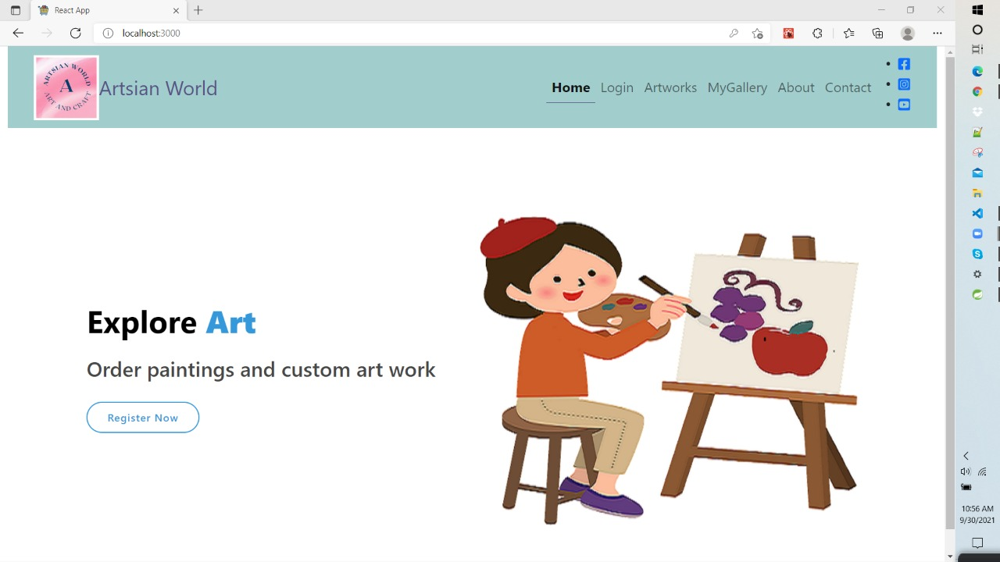 React App
localhost:3000
ARTSIAN WORLD
A
ART AND CRAFT
Artsian World
Home Login Artworks MyGallery About Contact
Explore Art
Order paintings and custom art work
Register Now
10:56 AM
9/30/2021